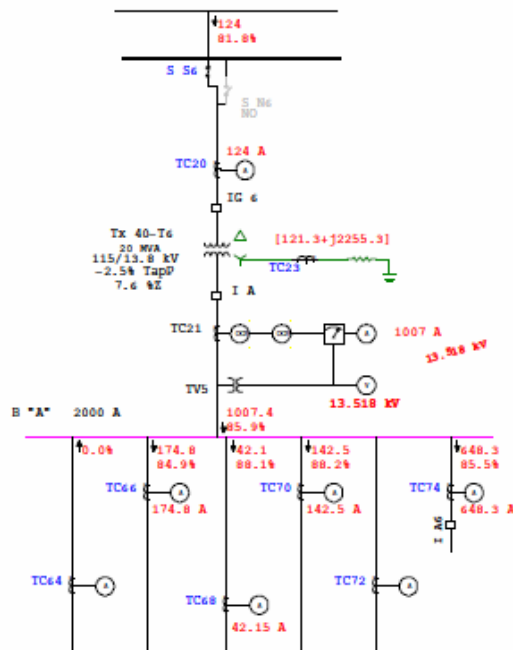 124
81.8%
S S6
S N6
NO
124 A
TC20
A
IG 6
Tx 40-T6
20 MVA
115/13.8 kV
-2.5% TapP
7.6 %Z
[121.3+j2255.3]
TC23
I A
TC21
A
1007 A
13.518 kV
TV5
V
13.518 kV
B "A" 2000 A
1007.4
85.9%
0.0%
174.8
84.9%
42.1
88.1%
142.5
88.2%
648.3
85.5%
TC66
A
174.8 A
TC70
A
142.5 A
TC74
A
648.3 A
I A6
TC64
A
TC68
A
42.15 A
TC72
A